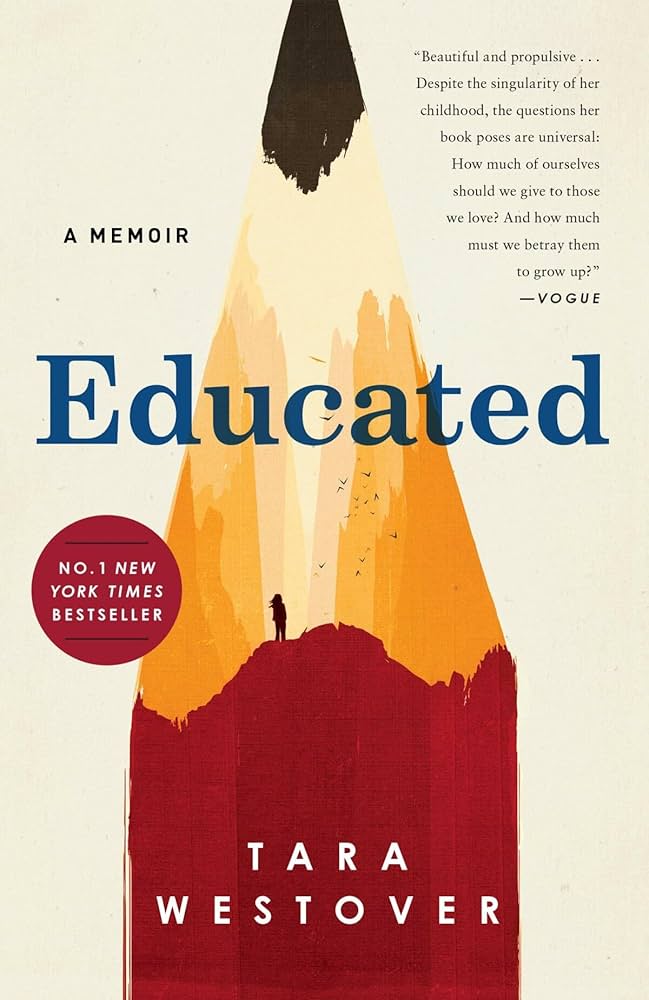 “Beautiful and propulsive . . .
Despite the singularity of her
childhood, the questions her
book poses are universal:
How much of ourselves
should we give to those
we love? And how much
must we betray them
to grow up?”
—VOGUE
A MEMOIR
Educated
NO.1 NEW
YORK TIMES
BESTSELLER
TARA
WESTOVER